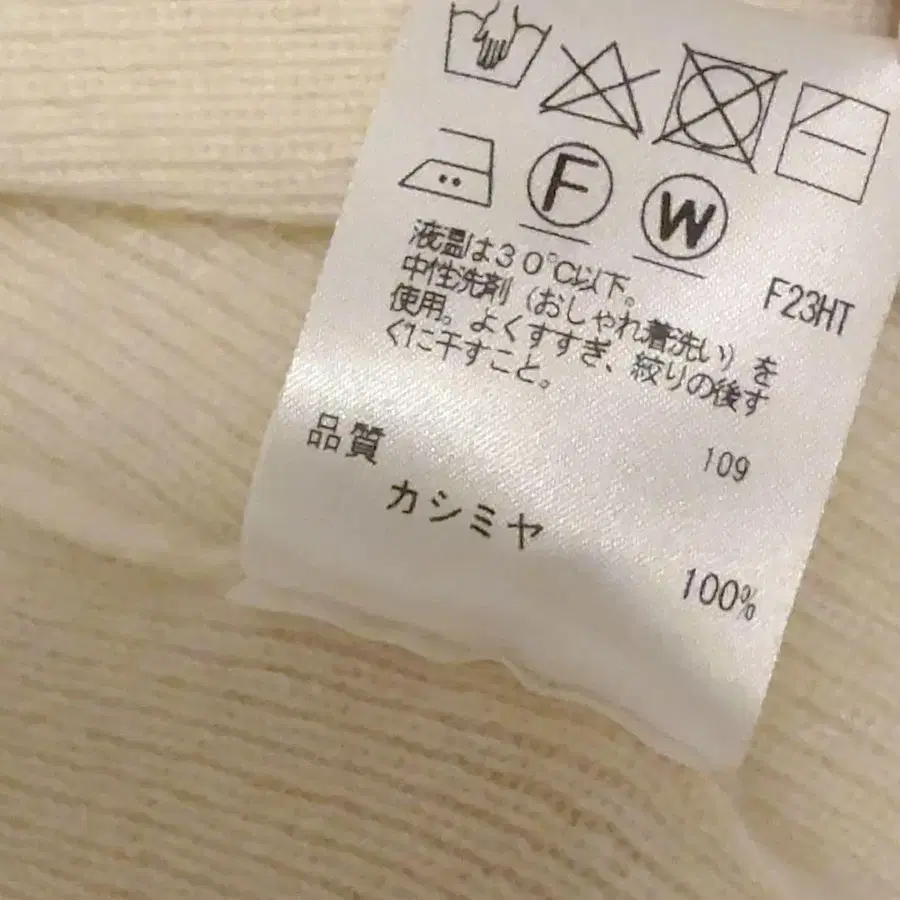 F
W
F23HT
液温は30℃以下。
中性洗剤（おしゃれ着洗い）を
使用。よくすすぎ、絞りの後す
ぐに干すこと。
109
品質
カシミヤ
100%